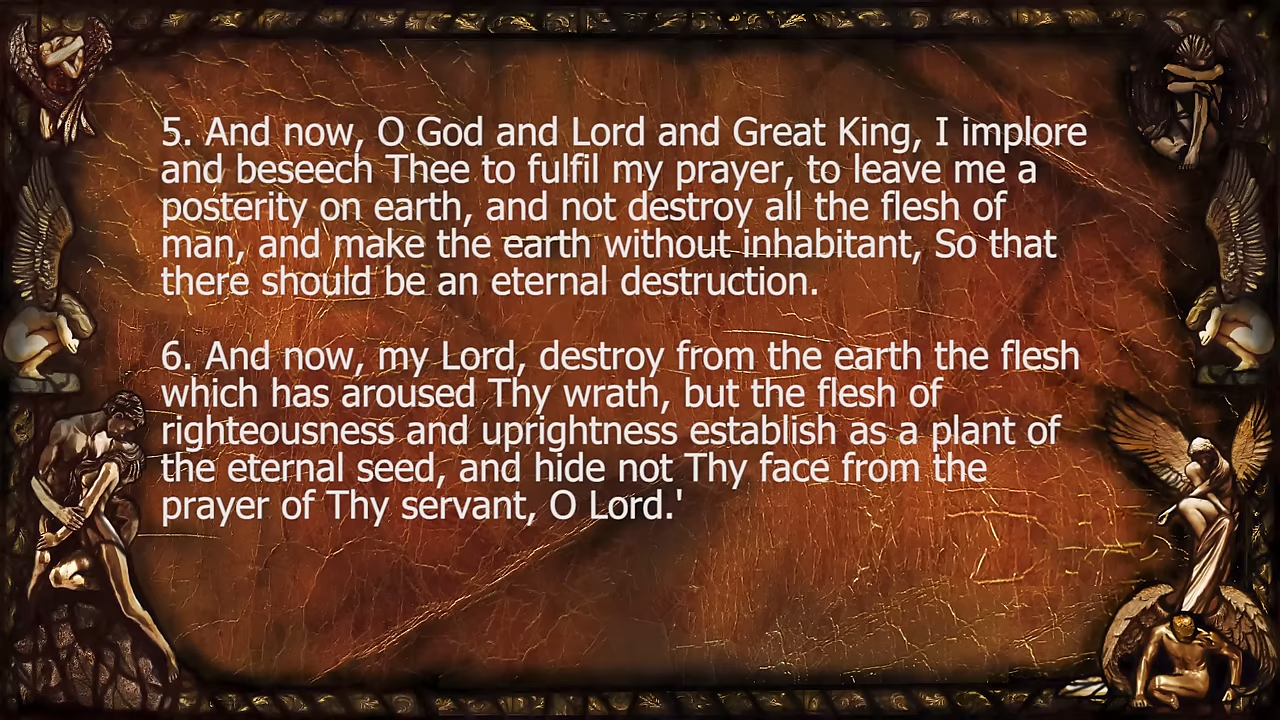 5. And now, O God and Lord and Great King, I implore
and beseech Thee to fulfil my prayer, to leave me a
posterity on earth, and not destroy all the flesh of
man, and make the earth without inhabitant, So that
there should be an eternal destruction.
6. And now, my Lord, destroy from the earth the flesh
which has aroused Thy wrath, but the flesh of
righteousness and uprightness establish as a plant of
the eternal seed, and hide not Thy face from the
prayer of Thy servant, O Lord.'